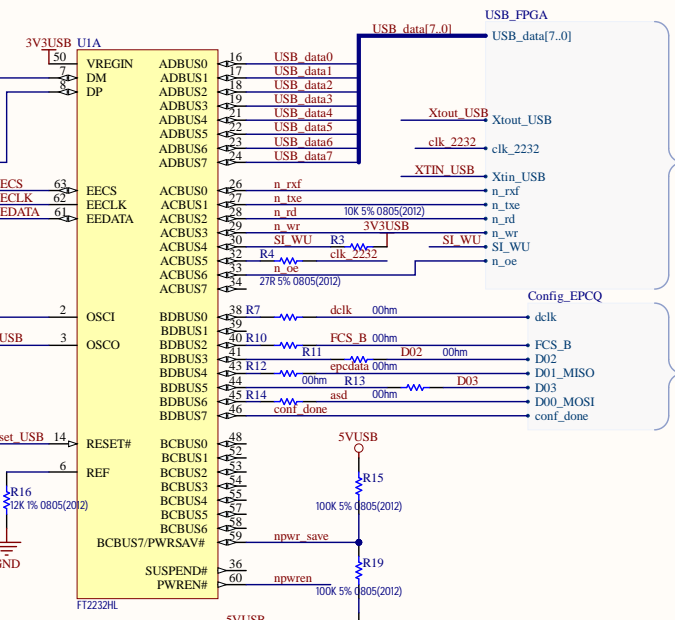 USB_FPGA
USB_data[7..0]
USB_data[7..0]
3V3USB
U1A
50
VREGIN
ADBUS0
16
USB_data0
7
DM
ADBUS1
17
USB_data1
8
DP
ADBUS2
18
USB_data2
ADBUS3
19
USB_data3
ADBUS4
21
USB_data4
Xtout_USB
Xtout_USB
ADBUS5
22
USB_data5
ADBUS6
23
USB_data6
clk_2232
clk_2232
ADBUS7
24
USB_data7
XTIN_USB
Xtin_USB
EECS
63
EECS
ACBUS0
26
n_rxf
n_rxf
ECLK
62
EECLK
ACBUS1
27
n_txe
n_txe
EEDATA
61
EEDATA
ACBUS2
28
n_rd
10K 5% 0805(2012)
n_rd
ACBUS3
29
n_wr
3V3USB
n_wr
ACBUS4
30
SI_WU
R3
SI_WU
SI_WU
ACBUS5
32
R4
clk_2232
n_oe
ACBUS6
33
n_oe
27R 5% 0805(2012)
ACBUS7
34
Config_EPCQ
2
OSCI
BDBUS0
38
R7
dclk
00hm
dclk
BDBUS1
39
USB
3
OSCO
BDBUS2
40
R10
FCS_B
00hm
FCS_B
BDBUS3
41
R11
D02
00hm
D02
BDBUS4
43
R12
epcdata
00hm
D01_MISO
BDBUS5
44
00hm
R13
D03
D03
BDBUS6
45
R14
asd
00hm
D00_MOSI
BDBUS7
46
conf_done
conf_done
set_USB
14
RESET#
BCBUS0
48
5VUSB
BCBUS1
52
6
REF
BCBUS2
53
R15
BCBUS3
54
R16
12K 1% 0805(2012)
BCBUS4
55
100K 5% 0805(2012)
BCBUS5
57
BCBUS6
58
BCBUS7/PWRSAV#
59
npwr_save
GND
R19
SUSPEND#
36
PWREN#
60
npwren
100K 5% 0805(2012)
FT2232HL
5VUSB